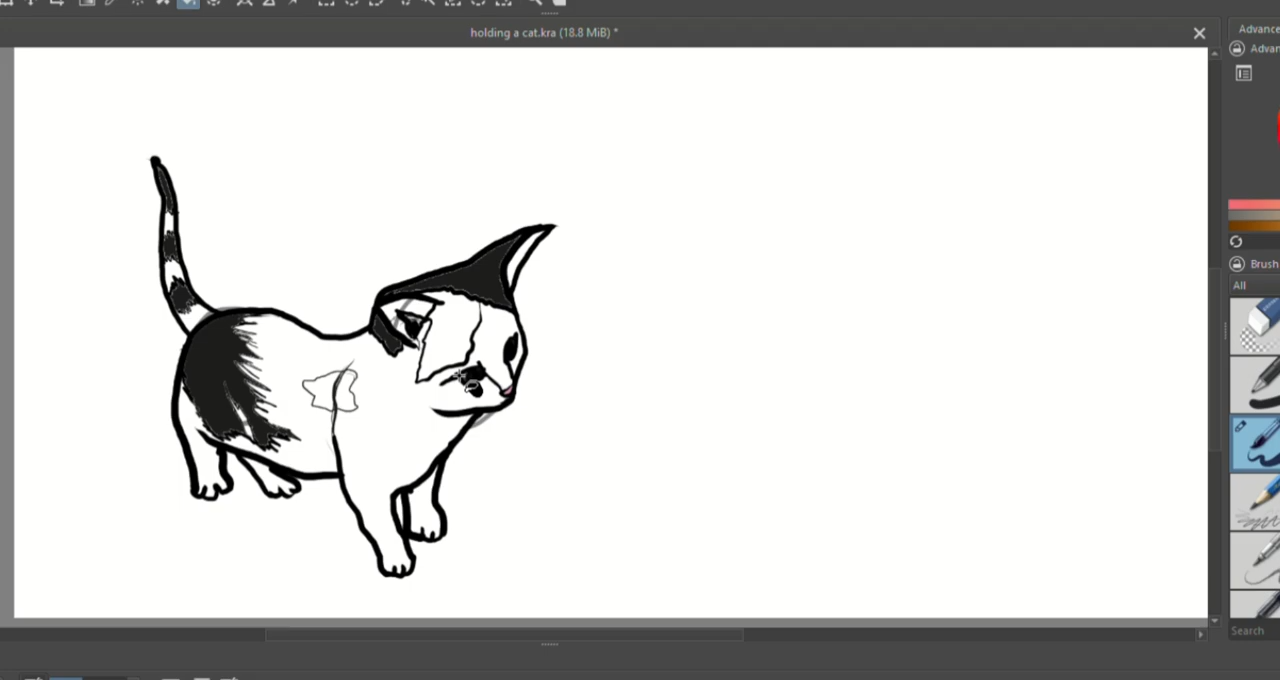 holding a cat.kra (18.8 MiB) *
Advance
Advan
Brush
All
Search